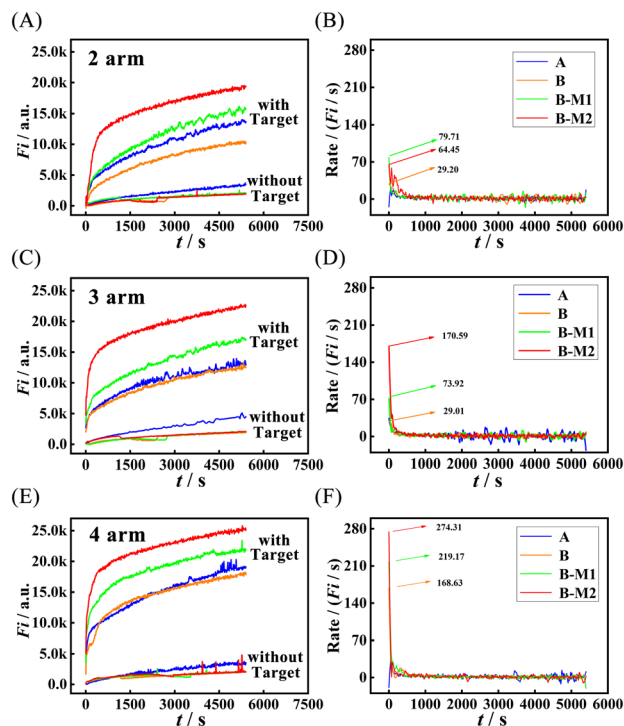 (A)
2 arm
25.0k
20.0k
15.0k
10.0k
5.0k
0.0
Fi / a.u.
with
Target
without
Target
0 1500 3000 4500 6000 7500
t / s
(B)
280
210
140
70
0
Rate / (Fi / s)
A
B
B-M1
B-M2
79.71
64.45
29.20
0 1000 2000 3000 4000 5000 6000
t / s
(C)
3 arm
25.0k
20.0k
15.0k
10.0k
5.0k
0.0
Fi / a.u.
with
Target
without
Target
0 1500 3000 4500 6000 7500
t / s
(D)
280
210
140
70
0
Rate / (Fi / s)
A
B
B-M1
B-M2
170.59
73.92
29.01
0 1000 2000 3000 4000 5000 6000
t / s
(E)
4 arm
25.0k
20.0k
15.0k
10.0k
5.0k
0.0
Fi / a.u.
with
Target
without
Target
0 1500 3000 4500 6000 7500
t / s
(F)
280
210
140
70
0
Rate / (Fi / s)
A
B
B-M1
B-M2
274.31
219.17
168.63
0 1000 2000 3000 4000 5000 6000
t / s